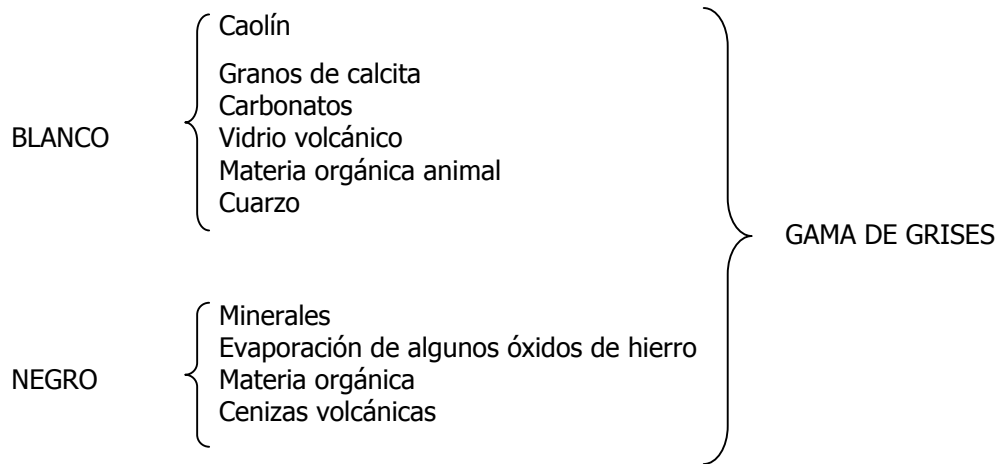 Caolín
Granos de calcita
Carbonatos
BLANCO
Vidrio volcánico
Materia orgánica animal
Cuarzo
GAMA DE GRISES
Minerales
Evaporación de algunos óxidos de hierro
NEGRO
Materia orgánica
Cenizas volcánicas